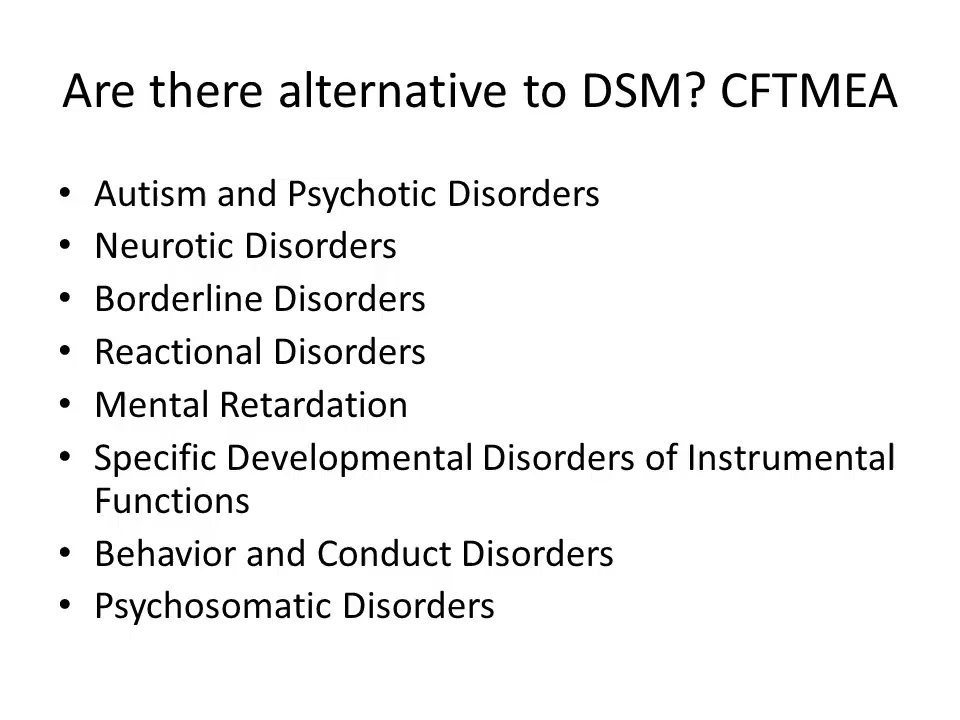 Are there alternative to DSM? CFTMEA
• Autism and Psychotic Disorders
• Neurotic Disorders
• Borderline Disorders
• Reactional Disorders
• Mental Retardation
• Specific Developmental Disorders of Instrumental
Functions
• Behavior and Conduct Disorders
• Psychosomatic Disorders